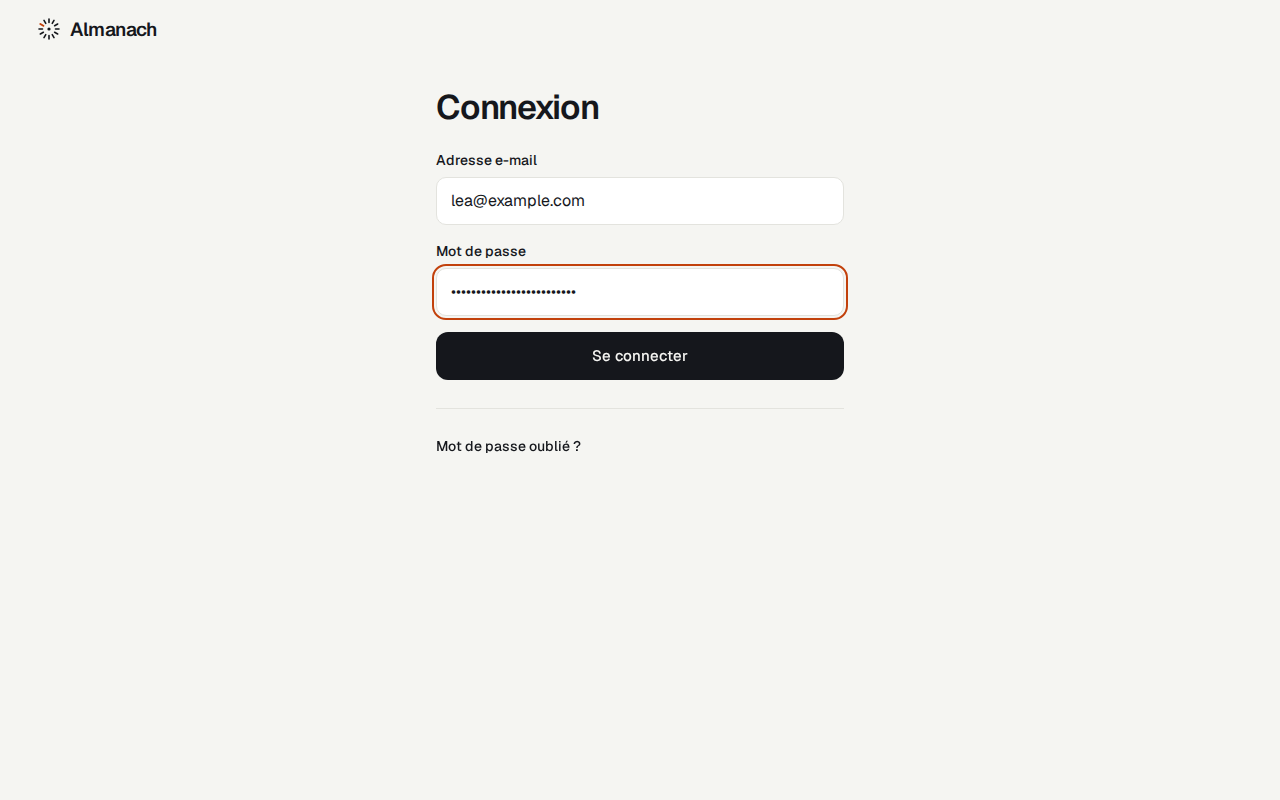 Almanach
Connexion
Adresse e-mail
lea@example.com
Mot de passe
•••••••••••••••••••••••••
Se connecter
Mot de passe oublié ?